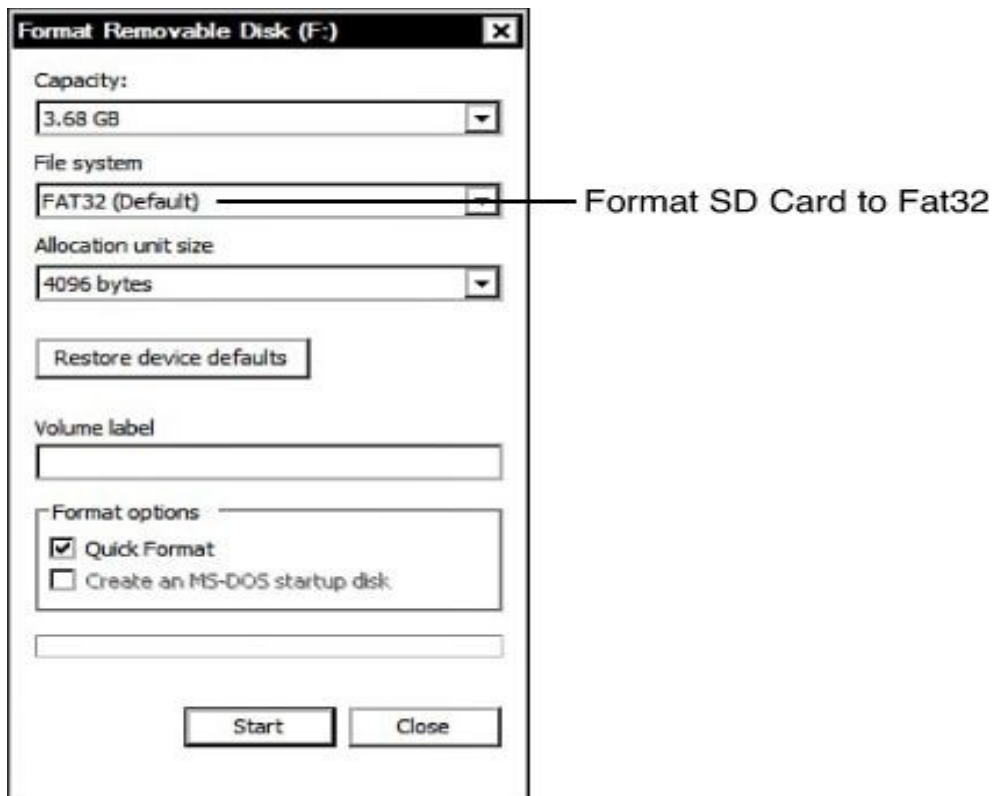 Format Removable Disk (F:)
Capacity:
3.68 GB
File system
FAT32 (Default)
Format SD Card to Fat32
Allocation unit size
4096 bytes
Restore device defaults
Volume label
Format options
Quick Format
Create an MS-DOS startup disk
Start Close